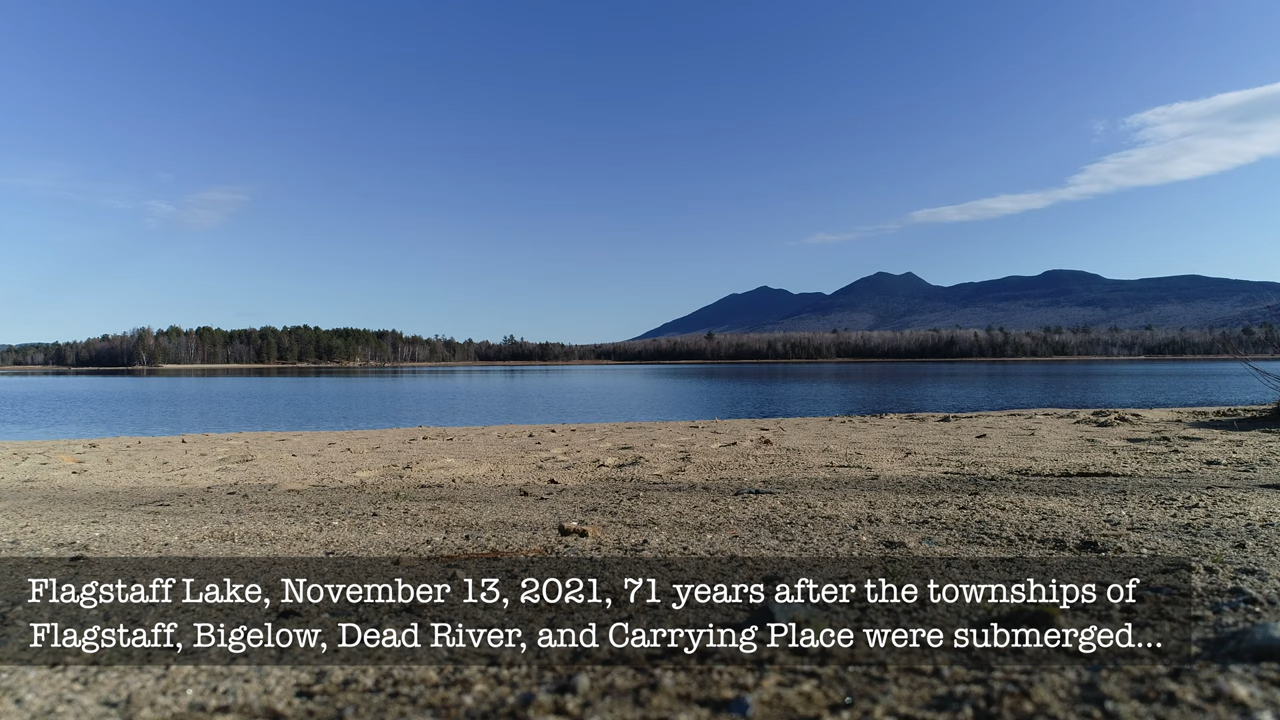 Flagstaff Lake, November 13, 2021, 71 years after the townships of
Flagstaff, Bigelow, Dead River, and Carrying Place were submerged...